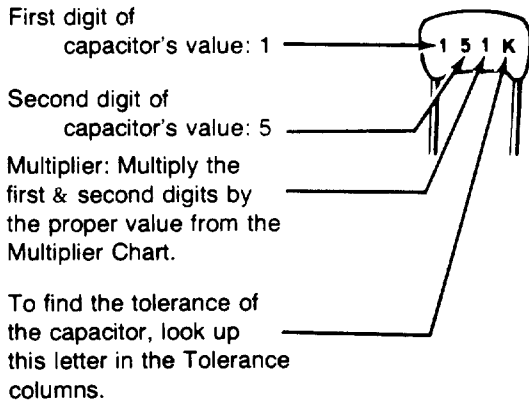 First digit of
capacitor's value: 1
1 5 1 K
Second digit of
capacitor's value: 5
Multiplier: Multiply the
first & second digits by
the proper value from the
Multiplier Chart.
To find the tolerance of
the capacitor, look up
this letter in the Tolerance
columns.